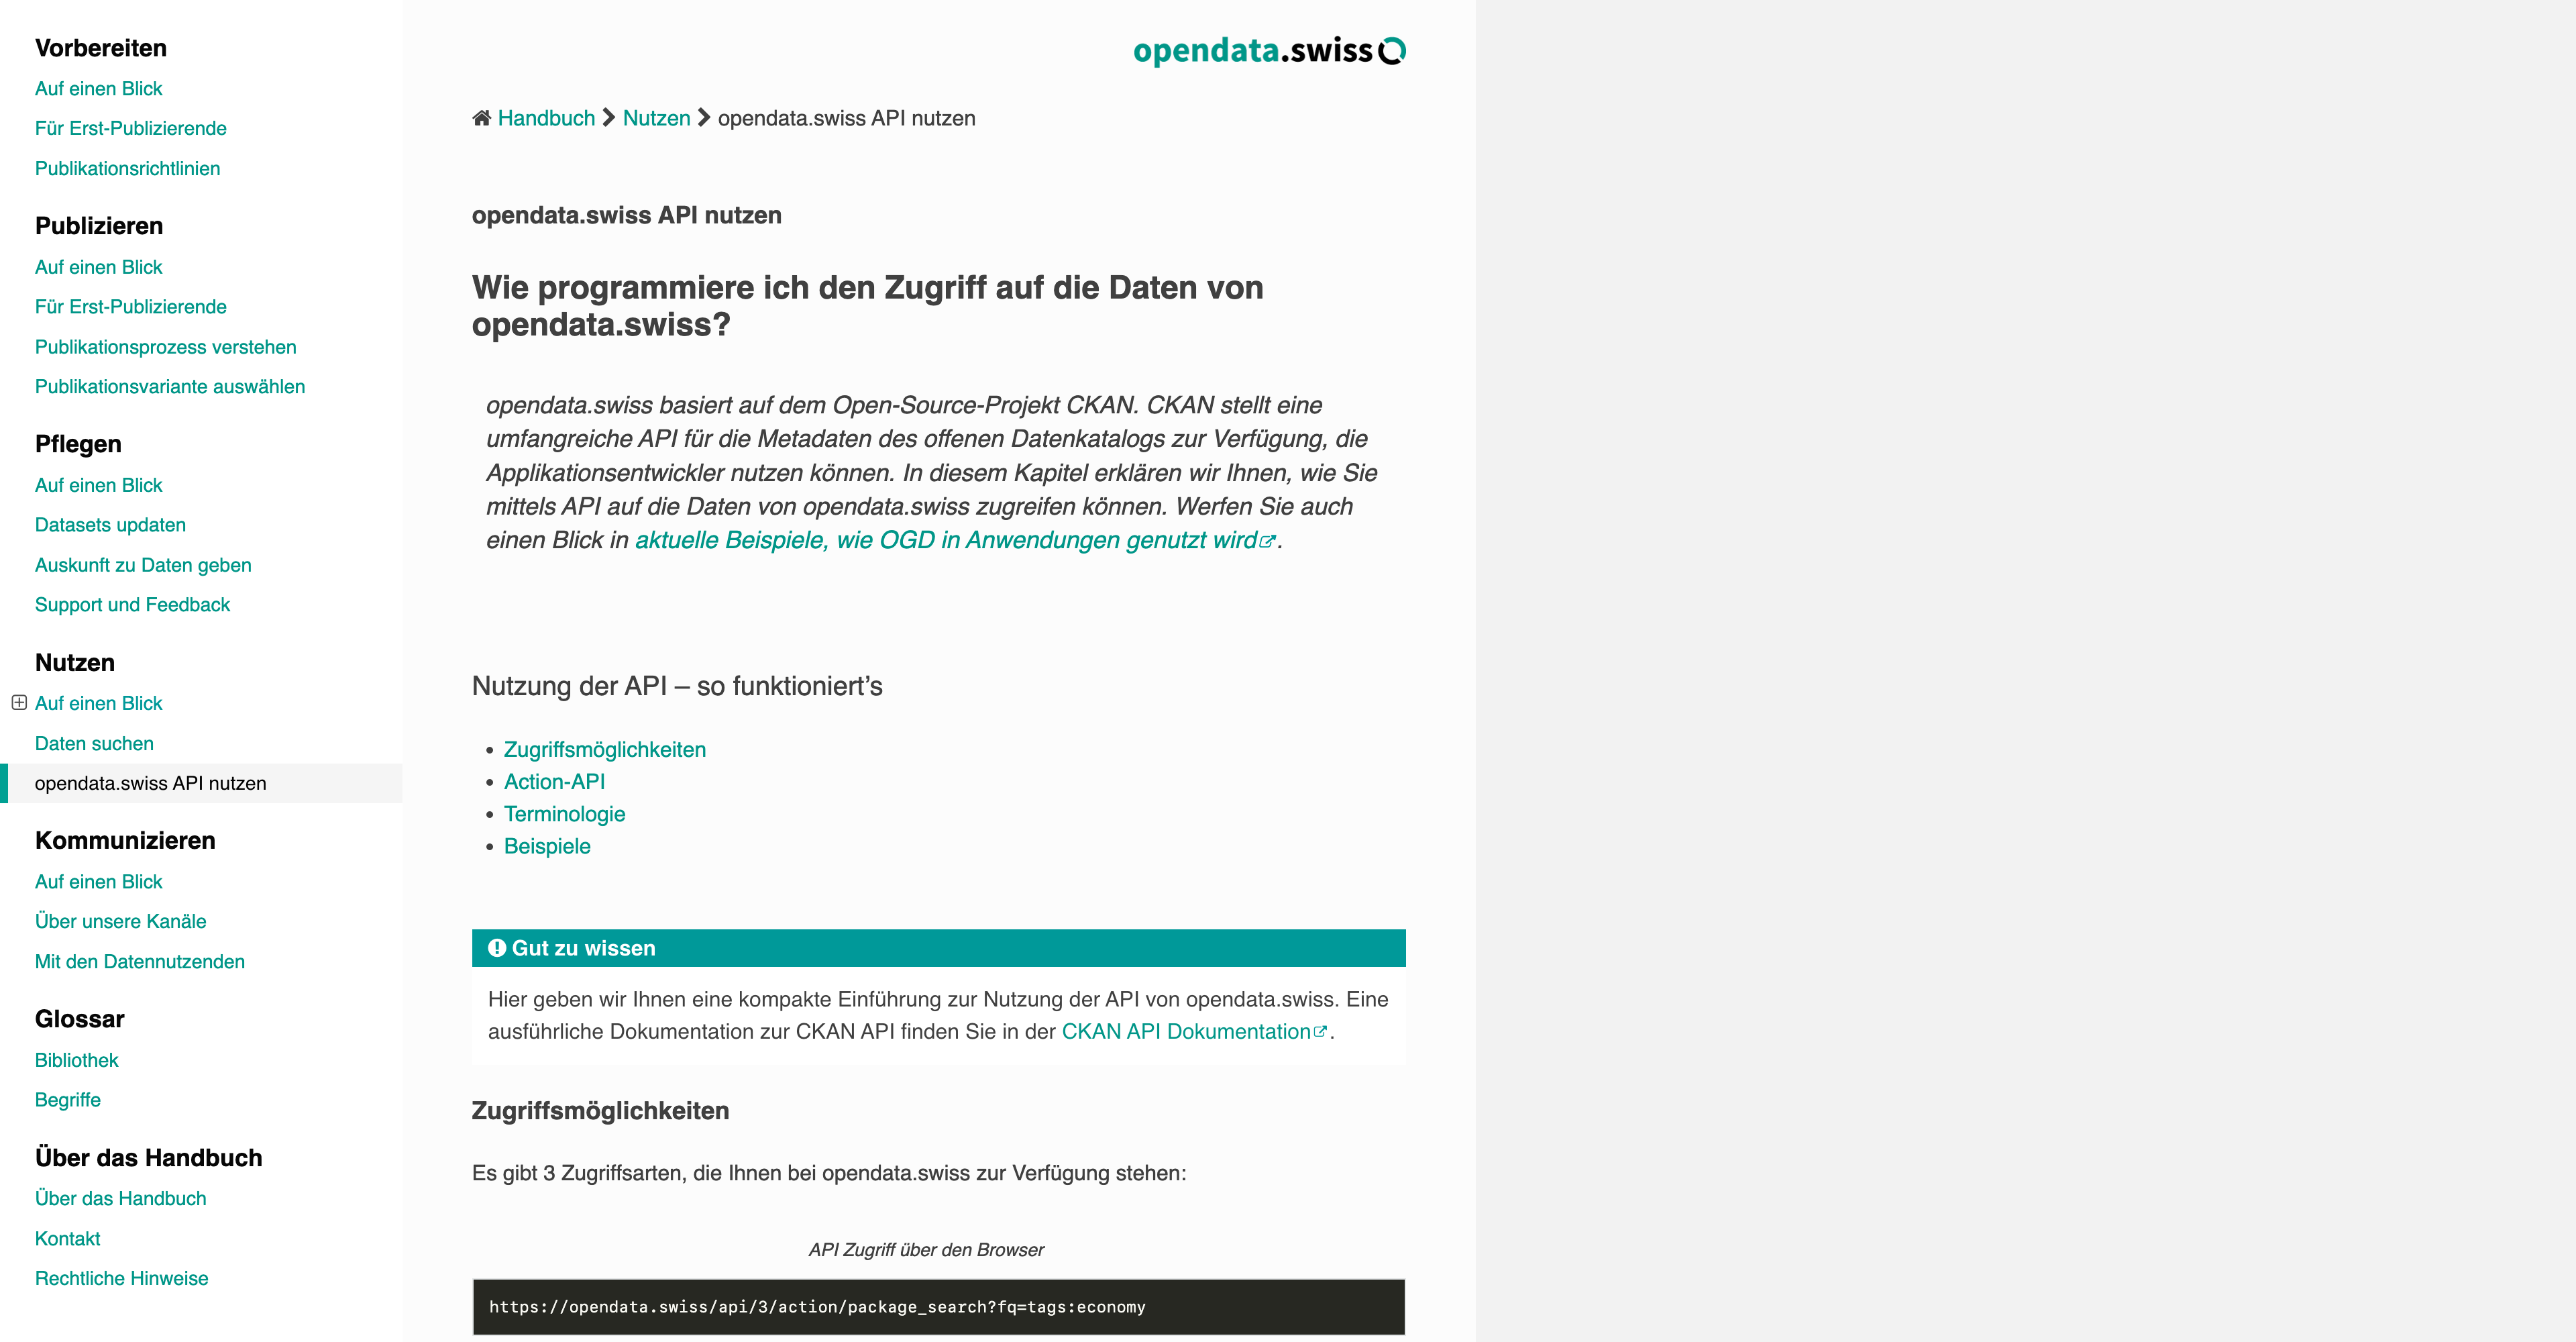 Vorbereiten
Auf einen Blick
Für Erst-Publizierende
Publikationsrichtlinien
Publizieren
Auf einen Blick
Für Erst-Publizierende
Publikationsprozess verstehen
Publikationsvariante auswählen
Pflegen
Auf einen Blick
Datasets updaten
Auskunft zu Daten geben
Support und Feedback
Nutzen
Auf einen Blick
Daten suchen
opendata.swiss API nutzen
Kommunizieren
Auf einen Blick
Über unsere Kanäle
Mit den Datennutzenden
Glossar
Bibliothek
Begriffe
Über das Handbuch
Über das Handbuch
Kontakt
Rechtliche Hinweise
opendata.swiss
Handbuch Nutzen opendata.swiss API nutzen
opendata.swiss API nutzen
Wie programmiere ich den Zugriff auf die Daten von
opendata.swiss?
opendata.swiss basiert auf dem Open-Source-Projekt CKAN. CKAN stellt eine
umfangreiche API für die Metadaten des offenen Datenkatalogs zur Verfügung, die
Applikationsentwickler nutzen können. In diesem Kapitel erklären wir Ihnen, wie Sie
mittels API auf die Daten von opendata.swiss zugreifen können. Werfen Sie auch
einen Blick in aktuelle Beispiele, wie OGD in Anwendungen genutzt wird.
Nutzung der API – so funktioniert’s
• Zugriffsmöglichkeiten
• Action-API
• Terminologie
• Beispiele
Gut zu wissen
Hier geben wir Ihnen eine kompakte Einführung zur Nutzung der API von opendata.swiss. Eine
ausführliche Dokumentation zur CKAN API finden Sie in der CKAN API Dokumentation.
Zugriffsmöglichkeiten
Es gibt 3 Zugriffsarten, die Ihnen bei opendata.swiss zur Verfügung stehen:
API Zugriff über den Browser
https://opendata.swiss/api/3/action/package_search?fq=tags:economy